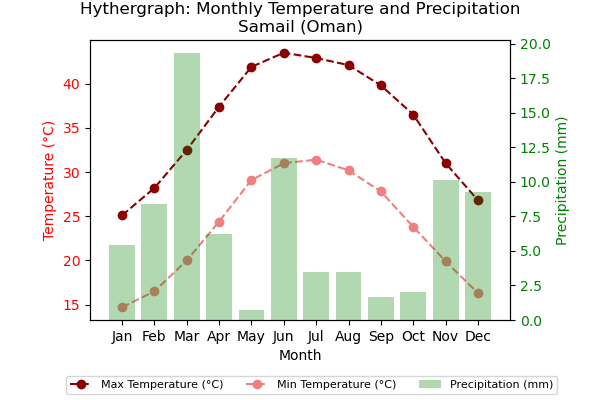 Hythergraph: Monthly Temperature and Precipitation
Samail (Oman)
Temperature (°C)
40
35
30
25
20
15
20.0
17.5
15.0
12.5
10.0
7.5
5.0
2.5
0.0
Precipitation (mm)
Jan Feb Mar Apr May Jun Jul Aug Sep Oct Nov Dec
Month
Max Temperature (°C) Min Temperature (°C) Precipitation (mm)